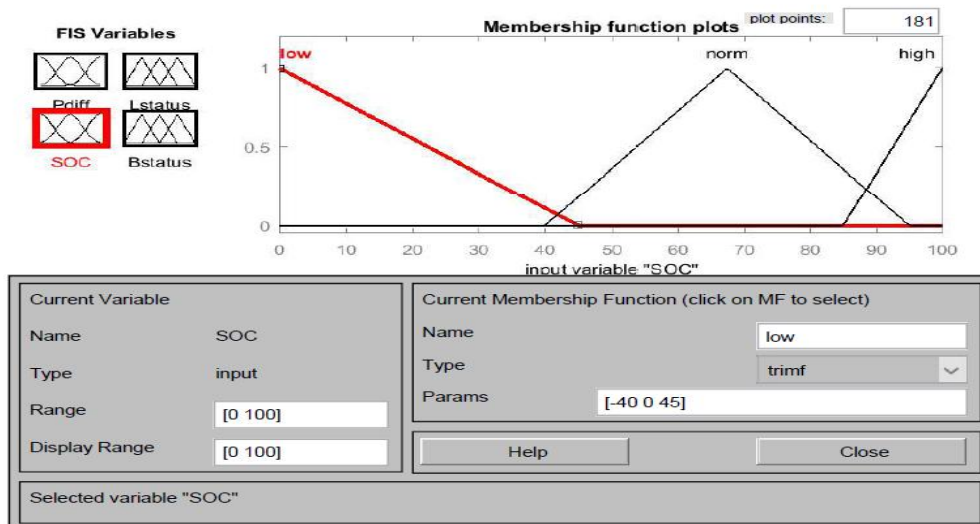 FIS Variables
Membership function plots
plot points:
181
Pdiff
Lstatus
SOC
Bstatus
low
norm
high
1
0.5
0
0 10 20 30 40 50 60 70 80 90 100
input variable "SOC"
Current Variable
Name SOC
Type input
Range [0 100]
Display Range [0 100]
Current Membership Function (click on MF to select)
Name low
Type trimf
Params [-40 0 45]
Help
Close
Selected variable "SOC"